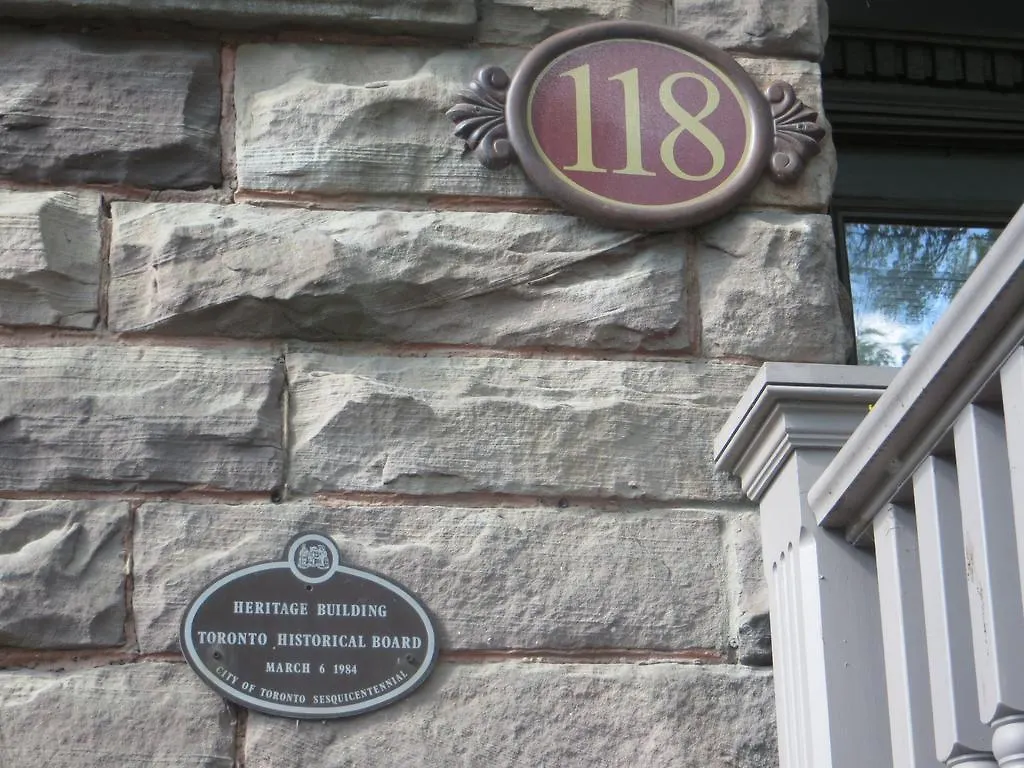 118
HERITAGE BUILDING
TORONTO HISTORICAL BOARD
MARCH 6 1984
CITY OF TORONTO SESQUICENTENNIAL